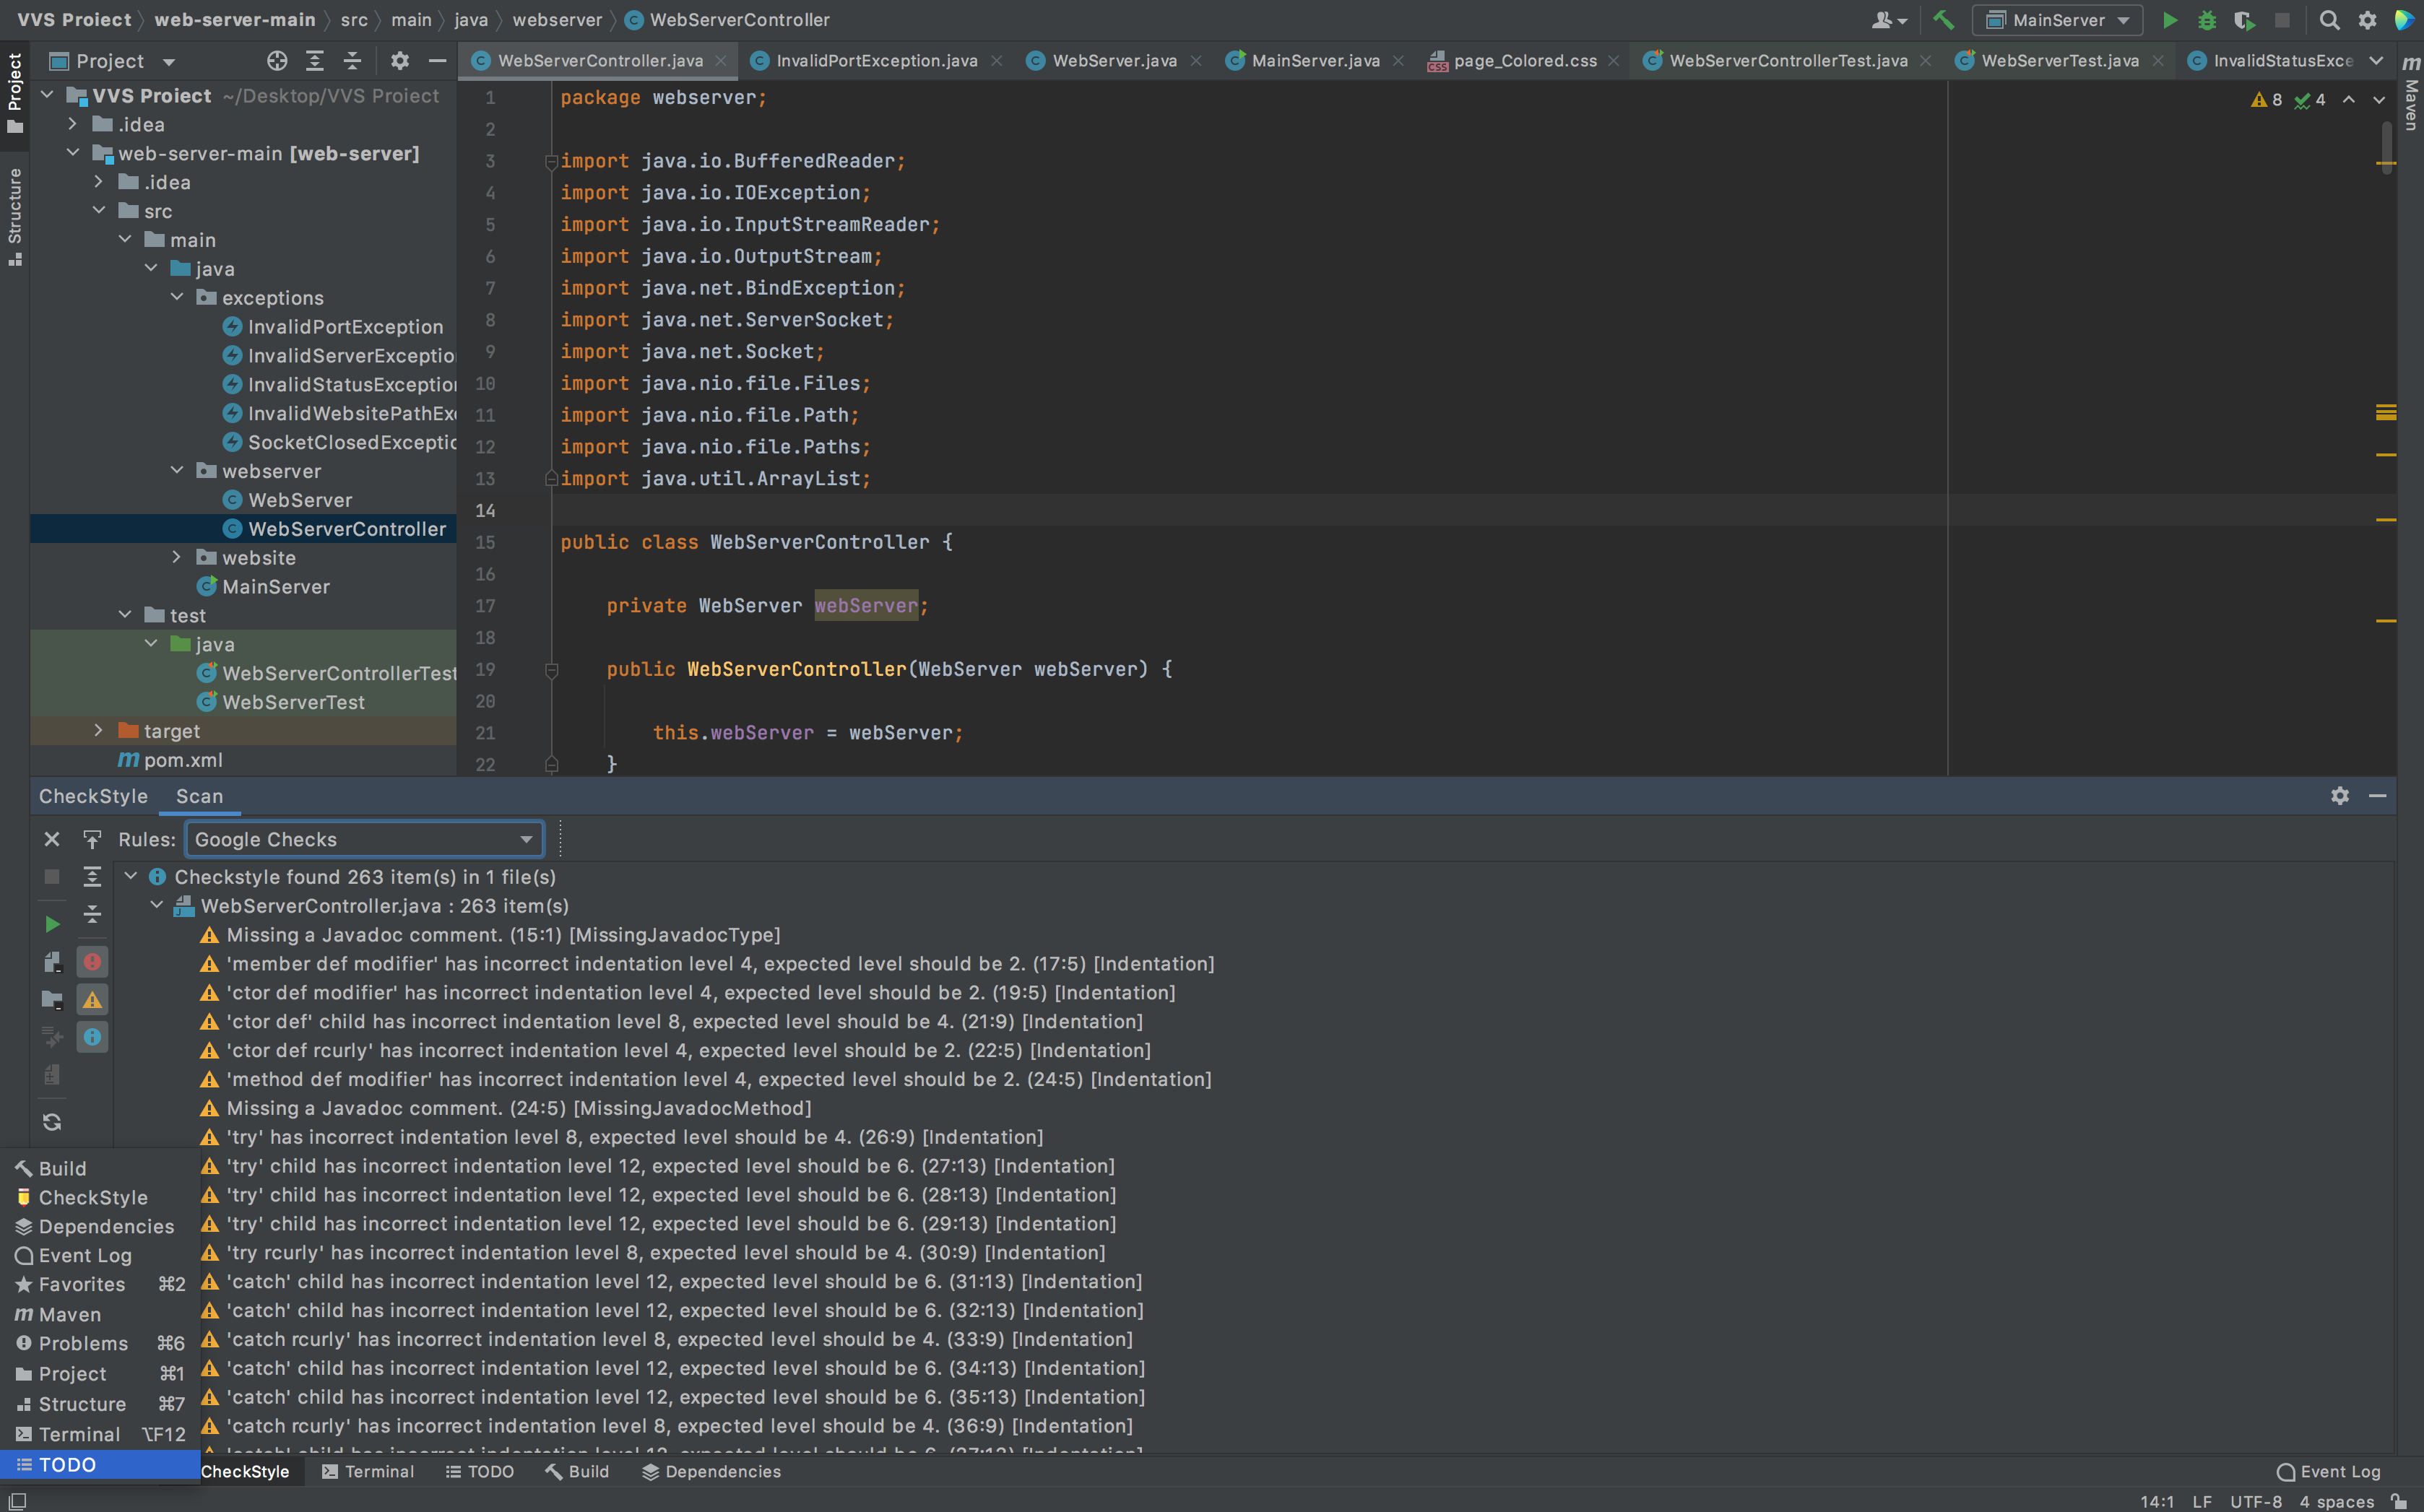 VVS Project web-server-main src main java webserver WebServerController
MainServer
Project
WebServerController.java InvalidPortException.java WebServer.java MainServer.java page_Colored.css WebServerControllerTest.java WebServerTest.java InvalidStatusExce
Project
Structure
Maven
VVS Project ~/Desktop/VVS Project
.idea
web-server-main [web-server]
.idea
src
main
java
exceptions
InvalidPortException
InvalidServerExceptio
InvalidStatusException
InvalidWebsitePathExc
SocketClosedExceptio
webserver
WebServer
WebServerController
website
MainServer
test
java
WebServerControllerTest
WebServerTest
target
pom.xml
8 4
1 package webserver;
2
3 import java.io.BufferedReader;
4 import java.io.IOException;
5 import java.io.InputStreamReader;
6 import java.io.OutputStream;
7 import java.net.BindException;
8 import java.net.ServerSocket;
9 import java.net.Socket;
10 import java.nio.file.Files;
11 import java.nio.file.Path;
12 import java.nio.file.Paths;
13 import java.util.ArrayList;
14
15 public class WebServerController {
16
17 private WebServer webServer;
18
19 public WebServerController(WebServer webServer) {
20
21 this.webServer = webServer;
22 }
CheckStyle Scan
Rules: Google Checks
Checkstyle found 263 item(s) in 1 file(s)
WebServerController.java : 263 item(s)
Missing a Javadoc comment. (15:1) [MissingJavadocType]
'member def modifier' has incorrect indentation level 4, expected level should be 2. (17:5) [Indentation]
'ctor def modifier' has incorrect indentation level 4, expected level should be 2. (19:5) [Indentation]
'ctor def' child has incorrect indentation level 8, expected level should be 4. (21:9) [Indentation]
'ctor def rcurly' has incorrect indentation level 4, expected level should be 2. (22:5) [Indentation]
'method def modifier' has incorrect indentation level 4, expected level should be 2. (24:5) [Indentation]
Missing a Javadoc comment. (24:5) [MissingJavadocMethod]
'try' has incorrect indentation level 8, expected level should be 4. (26:9) [Indentation]
'try' child has incorrect indentation level 12, expected level should be 6. (27:13) [Indentation]
'try' child has incorrect indentation level 12, expected level should be 6. (28:13) [Indentation]
'try' child has incorrect indentation level 12, expected level should be 6. (29:13) [Indentation]
'try rcurly' has incorrect indentation level 8, expected level should be 4. (30:9) [Indentation]
'catch' child has incorrect indentation level 12, expected level should be 6. (31:13) [Indentation]
'catch' child has incorrect indentation level 12, expected level should be 6. (32:13) [Indentation]
'catch rcurly' has incorrect indentation level 8, expected level should be 4. (33:9) [Indentation]
'catch' child has incorrect indentation level 12, expected level should be 6. (34:13) [Indentation]
'catch' child has incorrect indentation level 12, expected level should be 6. (35:13) [Indentation]
'catch rcurly' has incorrect indentation level 8, expected level should be 4. (36:9) [Indentation]
'catch' child has incorrect indentation level 12, expected level should be 6. (37:13) [Indentation]
Build
CheckStyle
Dependencies
Event Log
Favorites ⌘2
Maven
Problems ⌘6
Project ⌘1
Structure ⌘7
Terminal ⌥F12
TODO
CheckStyle Terminal TODO Build Dependencies Event Log
14:1 LF UTF-8 4 spaces